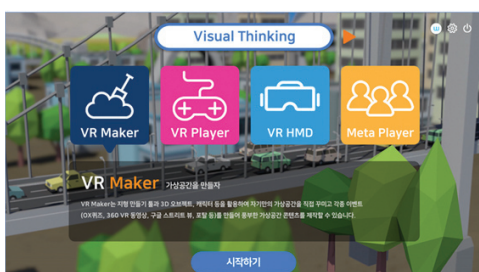 Visual Thinking
VR Maker
VR Player
VR HMD
Meta Player
VR Maker 가상공간을 만들자
VR Maker는 지형 만들기 툴과 3D 오브젝트, 캐릭터 등을 활용하여 자기만의 가상공간을 직접 꾸미고 각종 이벤트
(OX퀴즈, 360 VR 동영상, 구글 스트리트 뷰, 포털 등)를 만들어 풍부한 가상공간 콘텐츠를 제작할 수 있습니다.
시작하기